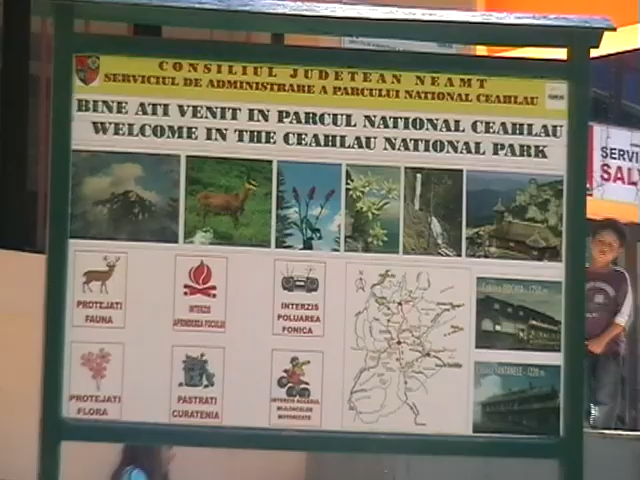 CONSILIUL JUDETEAN NEAMT
SERVICIUL DE ADMINISTRARE A PARCULUI NATIONAL CEAHLAU
BINE ATI VENIT IN PARCUL NATIONAL CEAHLAU
WELCOME IN THE CEAHLAU NATIONAL PARK
SERVI
SAL
PROTEJATI
FAUNA
INTERZIS
APRINDEREA FOCULUI
INTERZIS
POLUAREA
FONICA
PROTEJATI
FLORA
PASTRATI
CURATENIA
INTERZIS ACCESUL
MIJLOACELOR
MOTORIZATE